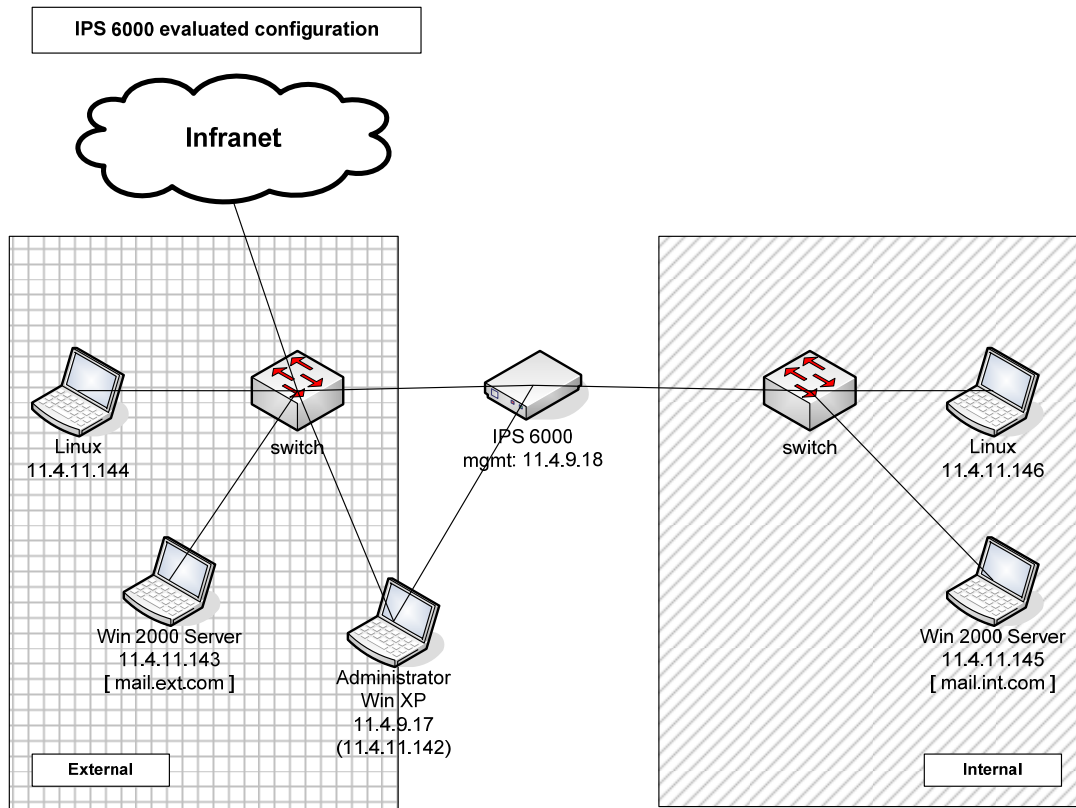 IPS 6000 evaluated configuration
Infranet
Linux
11.4.11.144
switch
IPS 6000
mgmt: 11.4.9.18
switch
Linux
11.4.11.146
Win 2000 Server
11.4.11.143
[ mail.ext.com ]
Administrator
Win XP
11.4.9.17
(11.4.11.142)
Win 2000 Server
11.4.11.145
[ mail.int.com ]
External
Internal